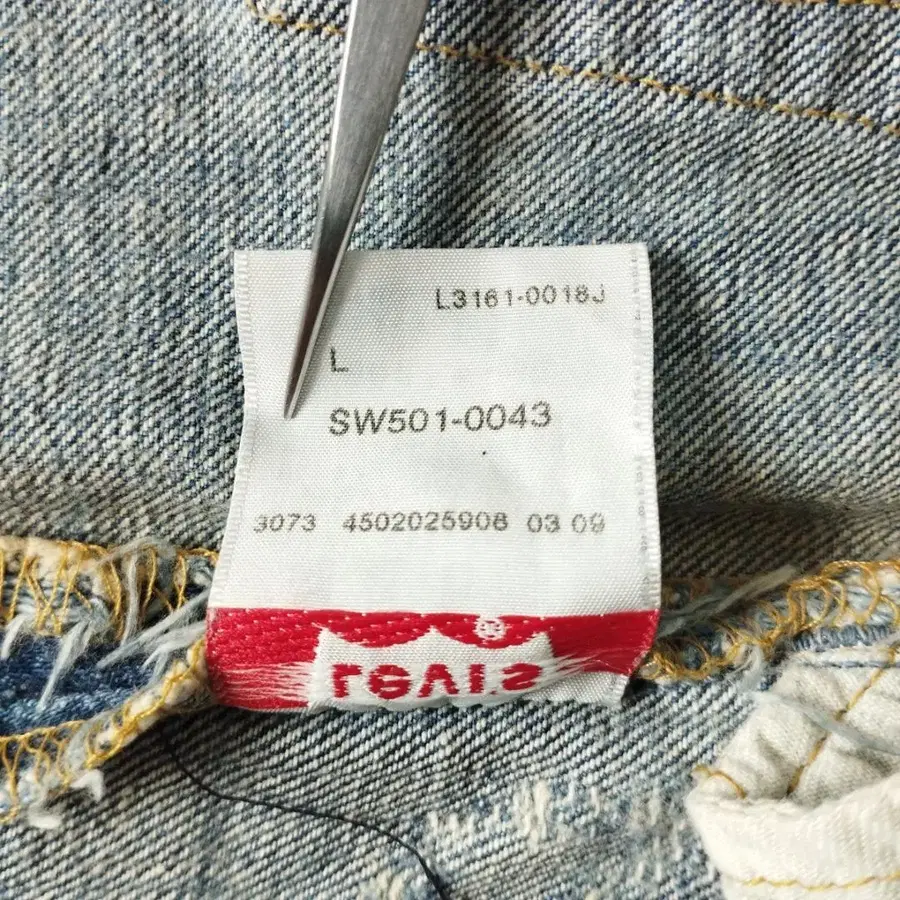 L3161-0018J
L
SW501-0043
3073 4502025908 03 09
Levi's ®